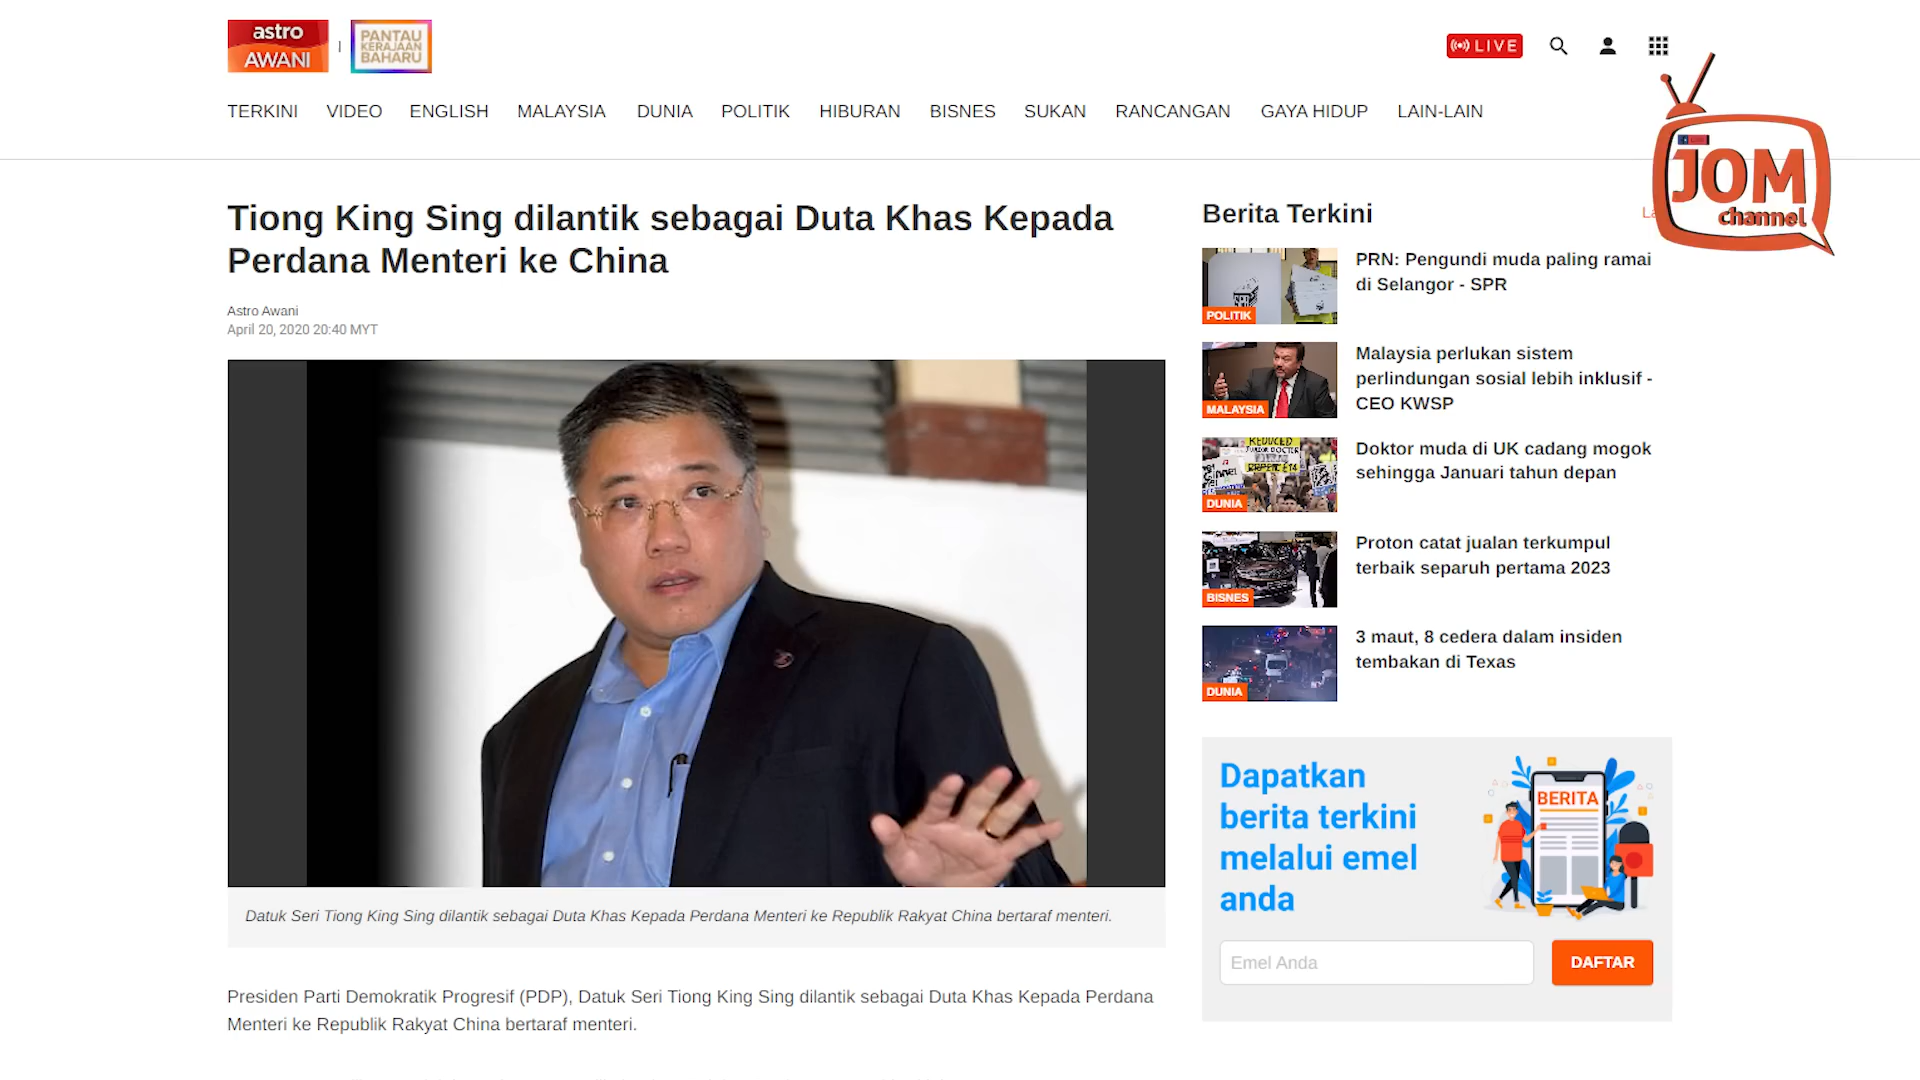 astro
AWANI
PANTAU
KERAJAAN
BAHARU
LIVE
TERKINI VIDEO ENGLISH MALAYSIA DUNIA POLITIK HIBURAN BISNES SUKAN RANCANGAN GAYA HIDUP LAIN-LAIN
JOM
channel
Tiong King Sing dilantik sebagai Duta Khas Kepada
Perdana Menteri ke China
Astro Awani
April 20, 2020 20:40 MYT
Datuk Seri Tiong King Sing dilantik sebagai Duta Khas Kepada Perdana Menteri ke Republik Rakyat China bertaraf menteri.
Presiden Parti Demokratik Progresif (PDP), Datuk Seri Tiong King Sing dilantik sebagai Duta Khas Kepada Perdana
Menteri ke Republik Rakyat China bertaraf menteri.
Berita Terkini
POLITIK
PRN: Pengundi muda paling ramai
di Selangor - SPR
MALAYSIA
Malaysia perlukan sistem
perlindungan sosial lebih inklusif -
CEO KWSP
DUNIA
Doktor muda di UK cadang mogok
sehingga Januari tahun depan
BISNES
Proton catat jualan terkumpul
terbaik separuh pertama 2023
DUNIA
3 maut, 8 cedera dalam insiden
tembakan di Texas
Dapatkan
berita terkini
melalui emel
anda
BERITA
Emel Anda
DAFTAR